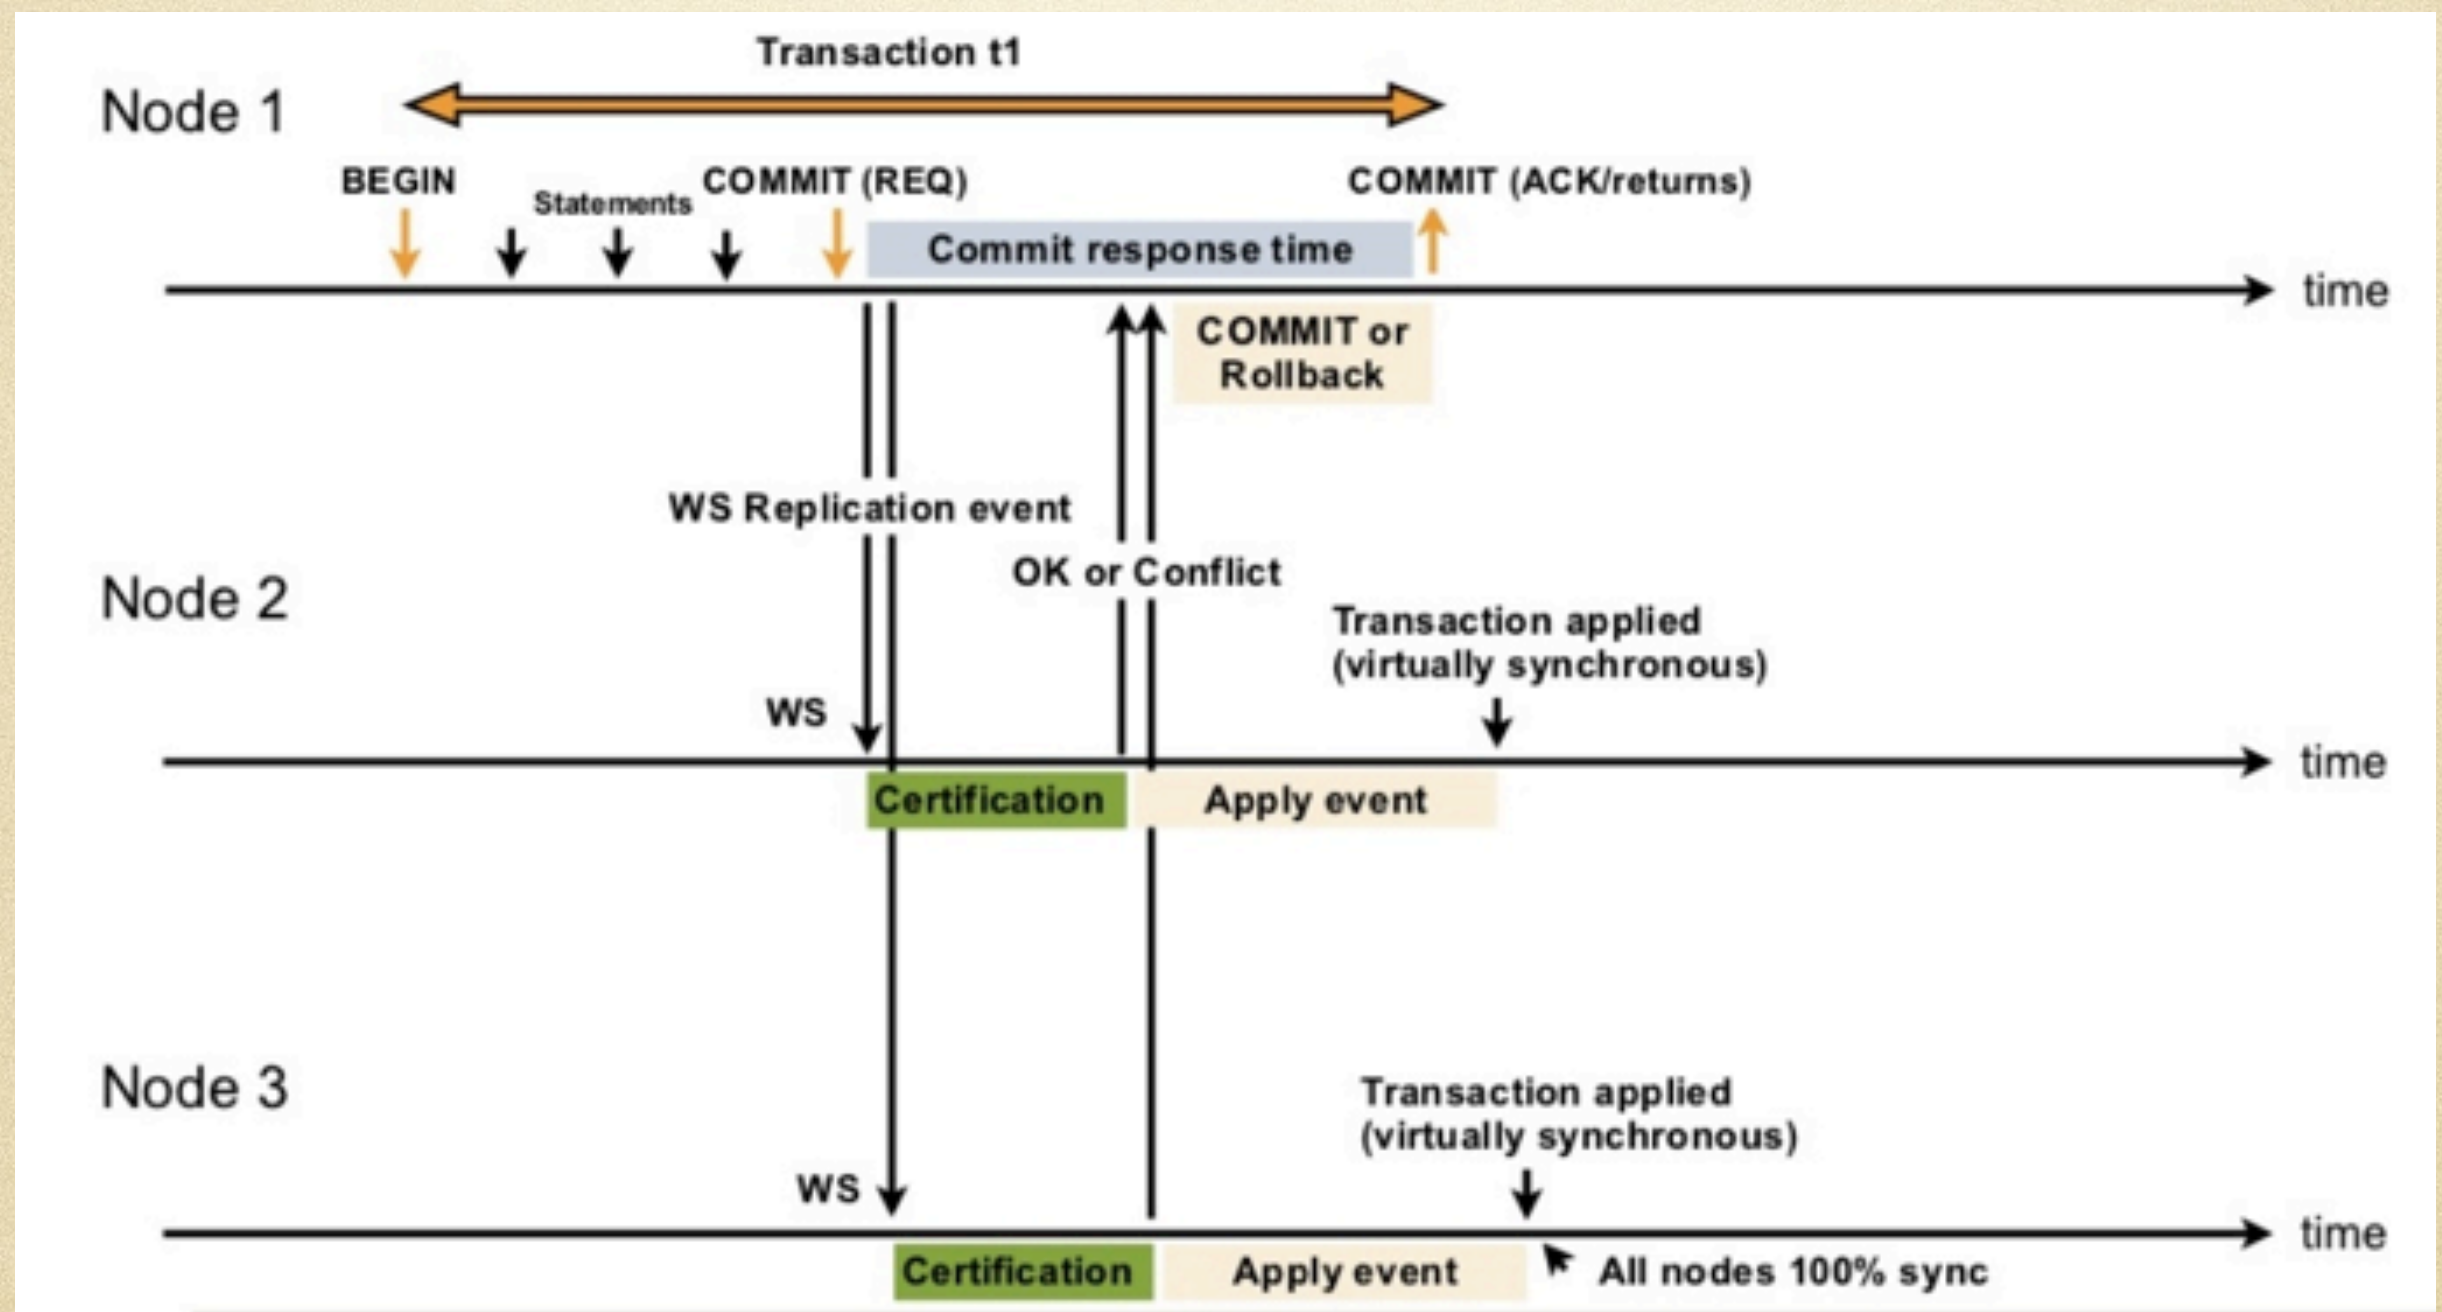 Transaction t1
Node 1
BEGIN
Statements
COMMIT (REQ)
COMMIT (ACK/returns)
Commit response time
time
COMMIT or
Rollback
WS Replication event
OK or Conflict
Node 2
Transaction applied
(virtually synchronous)
WS
time
Certification
Apply event
Node 3
Transaction applied
(virtually synchronous)
WS
time
Certification
Apply event
All nodes 100% sync